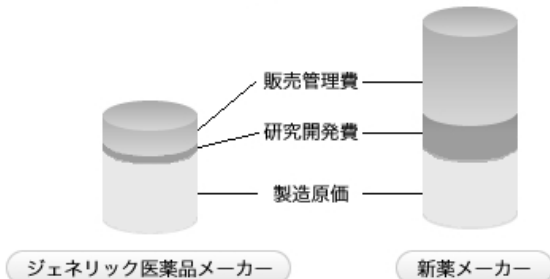 販売管理費
研究開発費
製造原価
ジェネリック医薬品メーカー
新薬メーカー